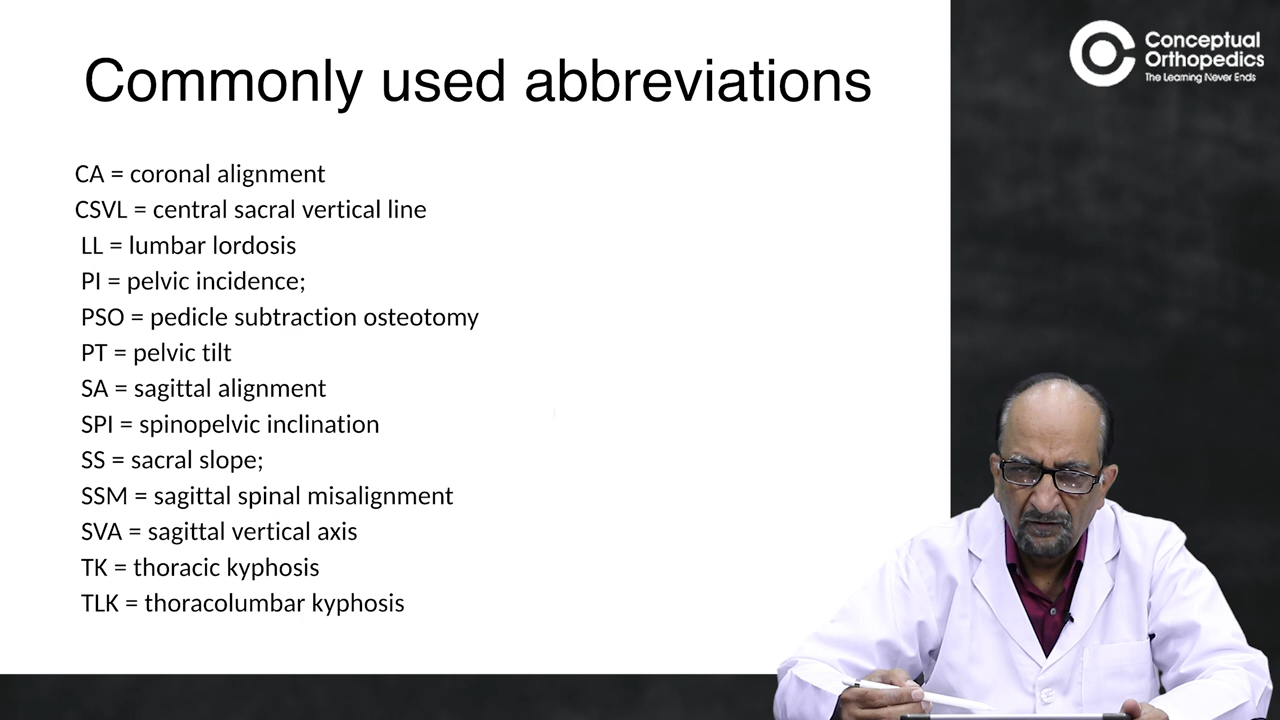 Commonly used abbreviations
CA = coronal alignment
CSVL = central sacral vertical line
LL = lumbar lordosis
PI = pelvic incidence;
PSO = pedicle subtraction osteotomy
PT = pelvic tilt
SA = sagittal alignment
SPI = spinopelvic inclination
SS = sacral slope;
SSM = sagittal spinal misalignment
SVA = sagittal vertical axis
TK = thoracic kyphosis
TLK = thoracolumbar kyphosis
Conceptual
Orthopedics
The Learning Never Ends